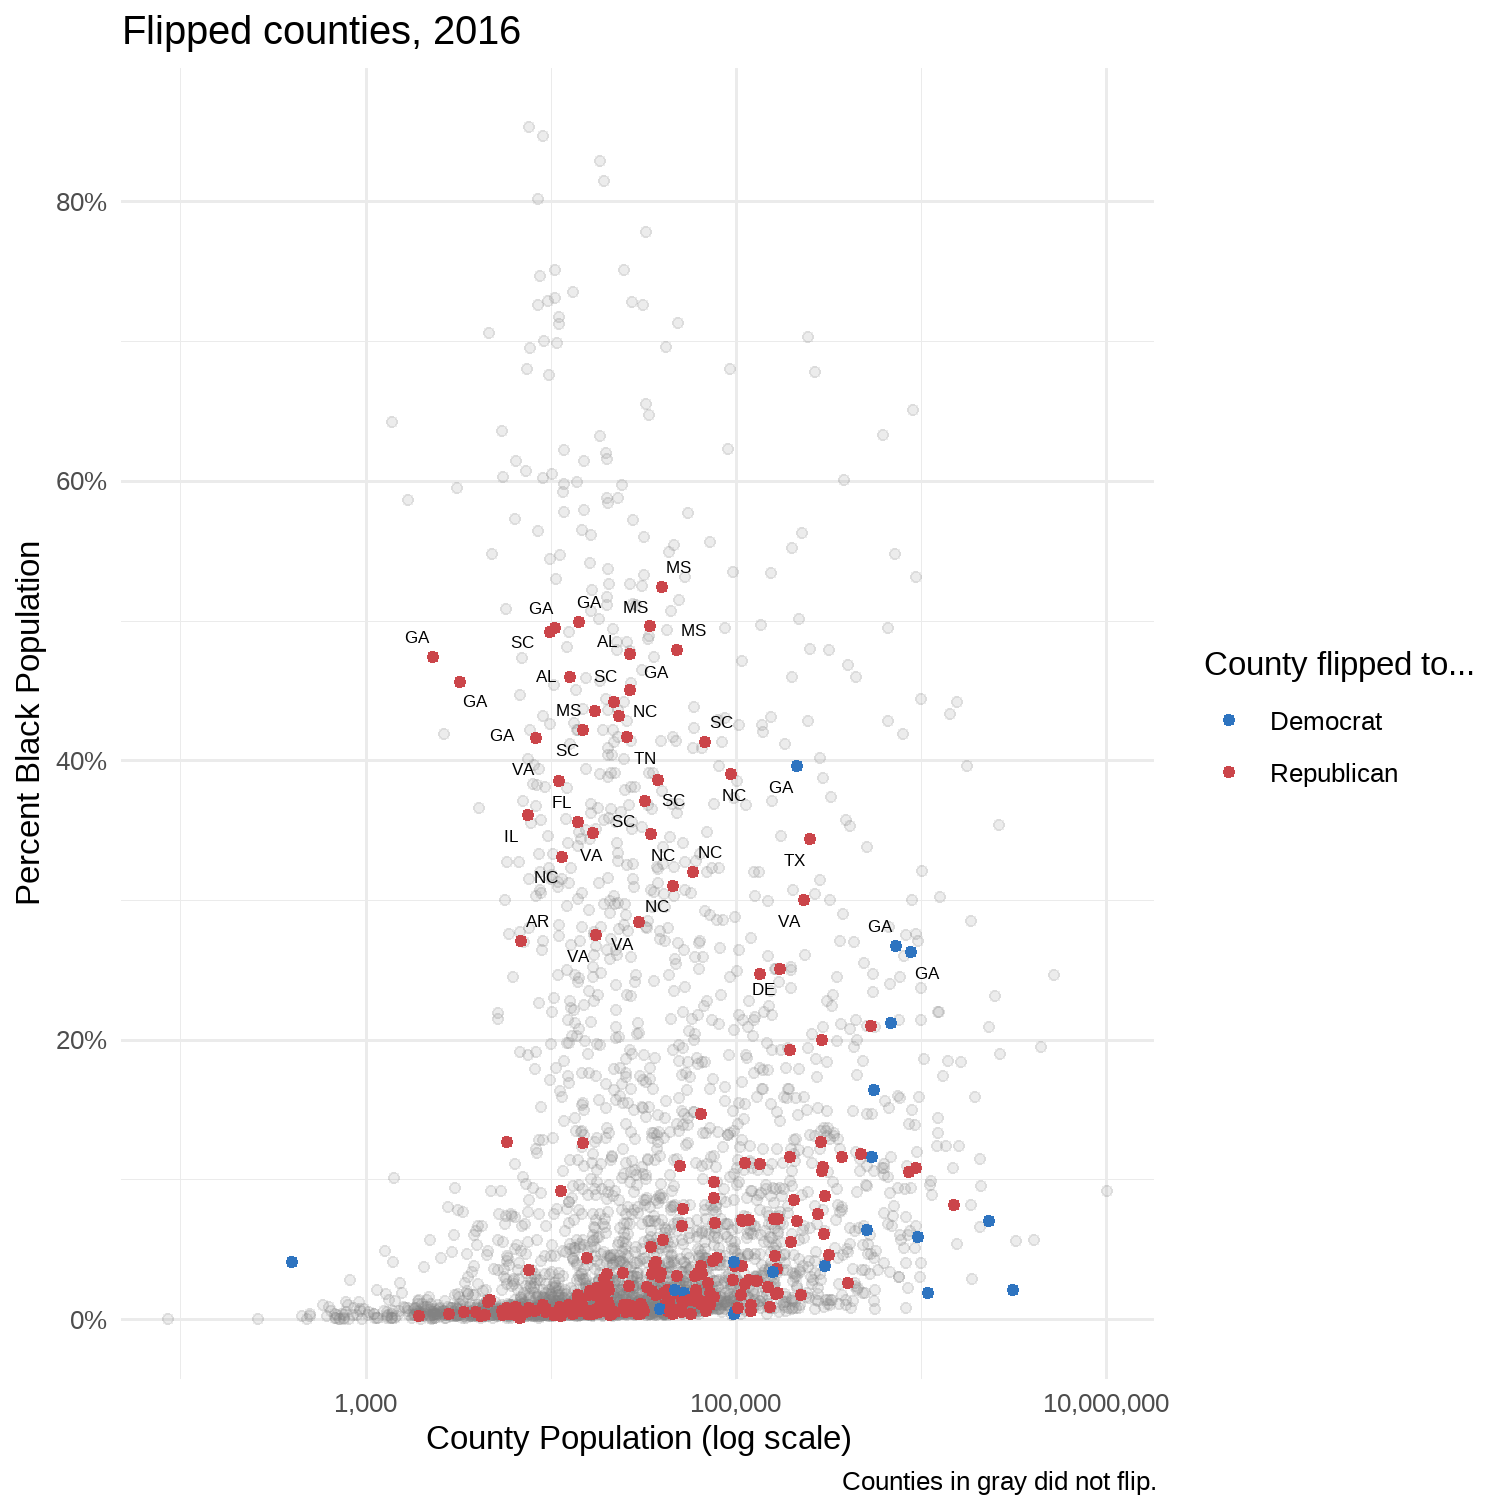 Flipped counties, 2016
Percent Black Population
80%
60%
40%
20%
0%
MS
GA
GA
MS
GA
SC
AL
MS
GA
AL
SC
GA
MS
NC
SC
GA
SC
TN
VA
GA
FL
SC
NC
SC
IL
VA
NC
NC
TX
NC
NC
AR
VA
GA
VA
VA
GA
DE
1,000
100,000
10,000,000
County Population (log scale)
Counties in gray did not flip.
County flipped to...
Democrat
Republican